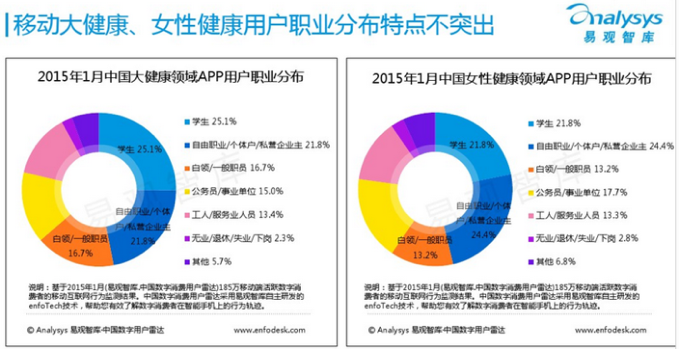 移动大健康、女性健康用户职业分布特点不突出
analysys
易观智库
2015年1月中国大健康领域APP用户职业分布
学生 25.1%
自由职业/个体
户/私营企业主
21.8%
白领/一般职员
16.7%
学生 25.1%
自由职业/个体户/私营企业主 21.8%
白领/一般职员 16.7%
公务员/事业单位 15.0%
工人/服务业人员 13.4%
无业/退休/失业/下岗 2.3%
其他 5.7%
易观智库
说明：基于2015年1月(易观智库·中国数字消费用户雷达)185万移动端活跃数字消
费者的移动互联网行为监测结果。中国数字消费用户雷达采用易观智库自主研发的
enfoTech技术，帮助您有效了解数字消费者在智能手机上的行为轨迹。
© Analysys 易观智库·中国数字用户雷达
www.enfodesk.com
2015年1月中国女性健康领域APP用户职业分布
学生 21.8%
自由职业/个体
户/私营企业主
24.4%
白领/一般职员
13.2%
学生 21.8%
自由职业/个体户/私营企业主 24.4%
白领/一般职员 13.2%
公务员/事业单位 17.7%
工人/服务业人员 13.3%
无业/退休/失业/下岗 2.8%
其他 6.8%
易观智库
说明：基于2015年1月(易观智库·中国数字消费用户雷达)185万移动端活跃数字消
费者的移动互联网行为监测结果。中国数字消费用户雷达采用易观智库自主研发的
enfoTech技术，帮助您有效了解数字消费者在智能手机上的行为轨迹。
© Analysys 易观智库·中国数字用户雷达
www.enfodesk.com